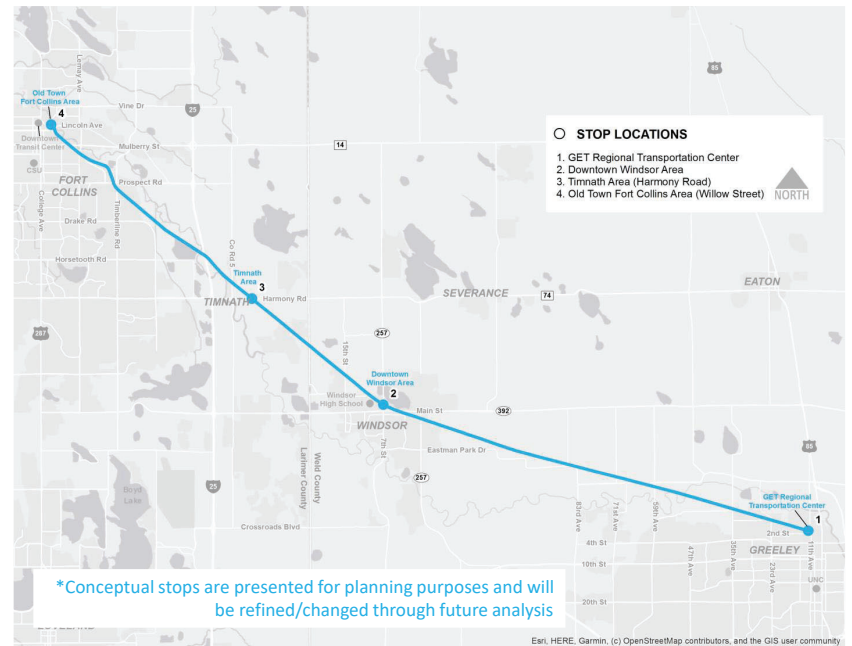 85
Lemay Ave
Old Town
Fort Collins Area
4
Vine Dr
25
Lincoln Ave
Downtown
Transit Center
Mulberry St
14
CSU
FORT
COLLINS
Prospect Rd
College Ave
Timberline Rd
Drake Rd
Co Rd 5
Horsetooth Rd
Timnath
Area
3
TIMNATH
Harmony Rd
SEVERANCE
74
EATON
287
257
15th St
Downtown
Windsor Area
2
Windsor
High School
Main St
392
WINDSOR
7th St
Eastman Park Dr
85
Weld County
Larimer County
257
25
Boyd
Lake
GET Regional
Transportation Center
1
83rd Ave
71st Ave
59th Ave
2nd St
11th Ave
Crossroads Blvd
4th St
47th Ave
35th Ave
GREELEY
10th St
23rd Ave
UNC
20th St
STOP LOCATIONS
1. GET Regional Transportation Center
2. Downtown Windsor Area
3. Timnath Area (Harmony Road)
4. Old Town Fort Collins Area (Willow Street)
NORTH
*Conceptual stops are presented for planning purposes and will
be refined/changed through future analysis
Esri, HERE, Garmin, (c) OpenStreetMap contributors, and the GIS user community